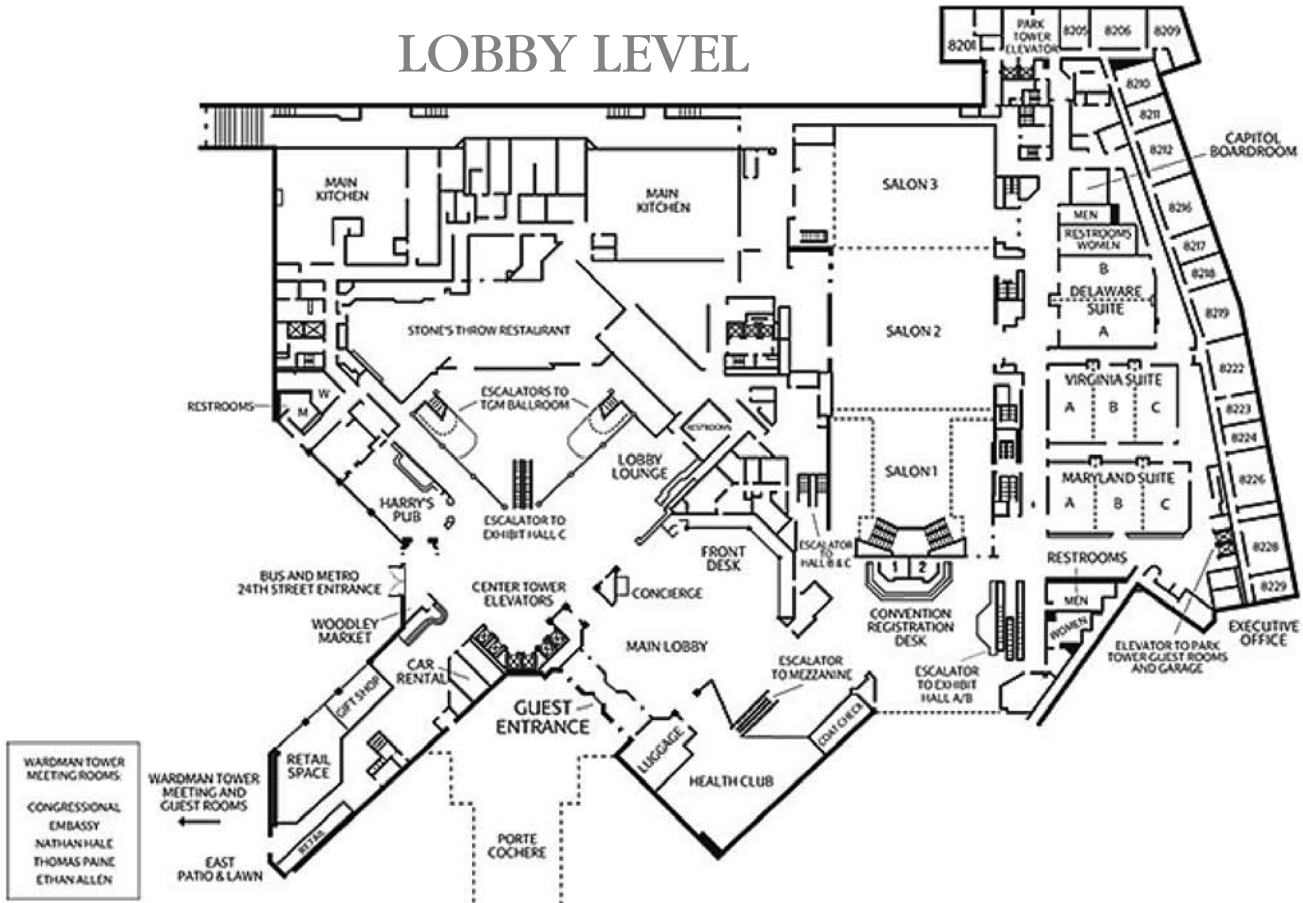 LOBBY LEVEL
PARK
TOWER
ELEVATOR
8201
8205
8206
8209
8210
8211
8212
CAPITOL
BOARDROOM
8216
8217
8218
8219
8222
8223
8224
8226
8228
8229
MAIN
KITCHEN
MAIN
KITCHEN
SALON 3
MEN
RESTROOMS
WOMEN
B
DELAWARE
SUITE
A
STONE'S THROW RESTAURANT
SALON 2
VIRGINIA SUITE
A
B
C
RESTROOMS
M
W
ESCALATORS TO
TGM BALLROOM
RESTROOMS
LOBBY
LOUNGE
SALON 1
MARYLAND SUITE
A
B
C
HARRY'S
PUB
ESCALATOR TO
EXHIBIT HALL C
FRONT
DESK
ESCALATOR
TO
HALL B & C
1
2
CONVENTION
REGISTRATION
DESK
RESTROOMS
MEN
WOMEN
EXECUTIVE
OFFICE
BUS AND METRO
24TH STREET ENTRANCE
CENTER TOWER
ELEVATORS
CONCIERGE
WOODLEY
MARKET
MAIN LOBBY
ELEVATOR TO PARK
TOWER GUEST ROOMS
AND GARAGE
CAR
RENTAL
ESCALATOR
TO MEZZANINE
ESCALATOR
TO EXHIBIT
HALL A/B
GIFT SHOP
GUEST
ENTRANCE
COAT CHECK
LUGGAGE
RETAIL
SPACE
HEALTH CLUB
WARDMAN TOWER
MEETING ROOMS:
CONGRESSIONAL
EMBASSY
NATHAN HALE
THOMAS PAINE
ETHAN ALLEN
WARDMAN TOWER
MEETING AND
GUEST ROOMS
RETAIL
PORTE
COCHERE
EAST
PATIO & LAWN